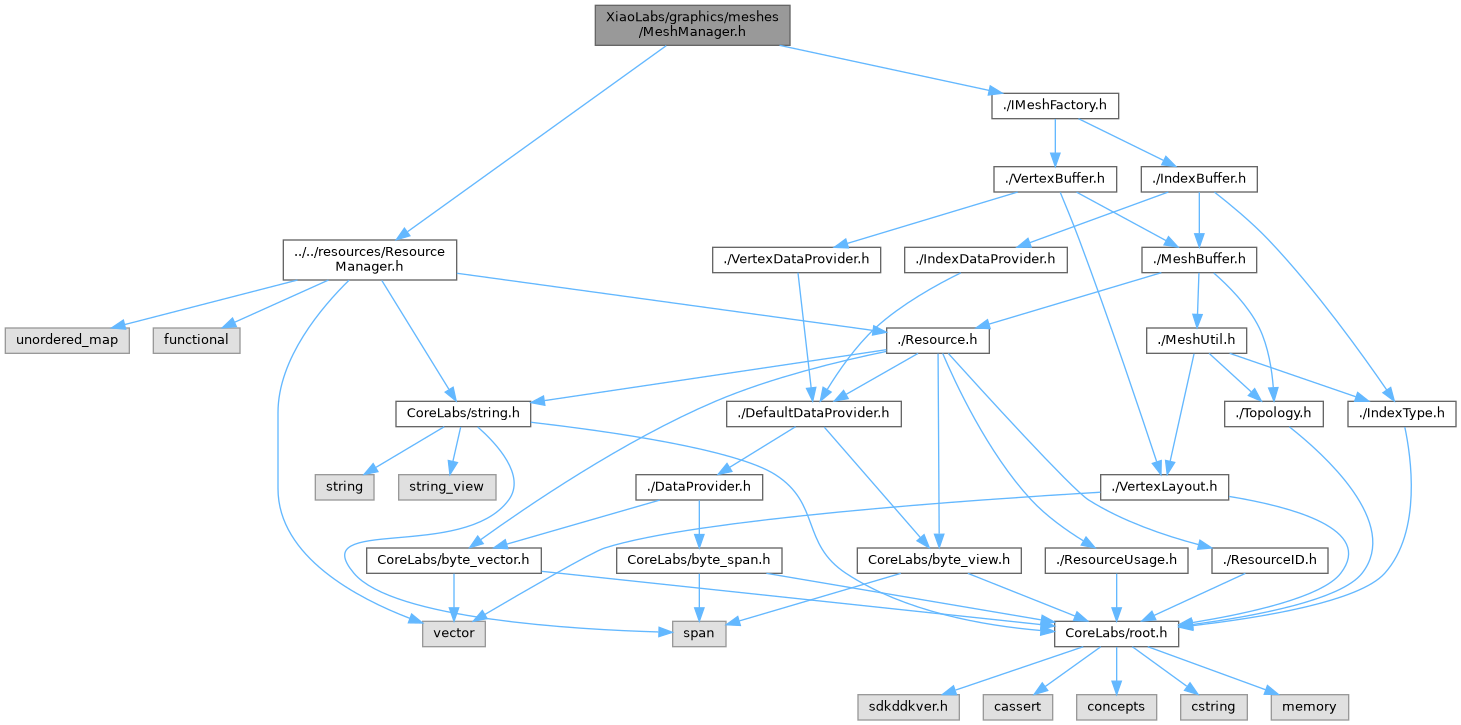 XiaoLabs/graphics/meshes
/MeshManager.h
./IMeshFactory.h
./VertexBuffer.h
./IndexBuffer.h
../../resources/Resource
Manager.h
./VertexDataProvider.h
./IndexDataProvider.h
./MeshBuffer.h
unordered_map
functional
./Resource.h
./MeshUtil.h
CoreLabs/string.h
./DefaultDataProvider.h
./Topology.h
./IndexType.h
string
string_view
./DataProvider.h
./VertexLayout.h
CoreLabs/byte_vector.h
CoreLabs/byte_span.h
CoreLabs/byte_view.h
./ResourceUsage.h
./ResourceID.h
vector
span
CoreLabs/root.h
sdkddkver.h
cassert
concepts
cstring
memory